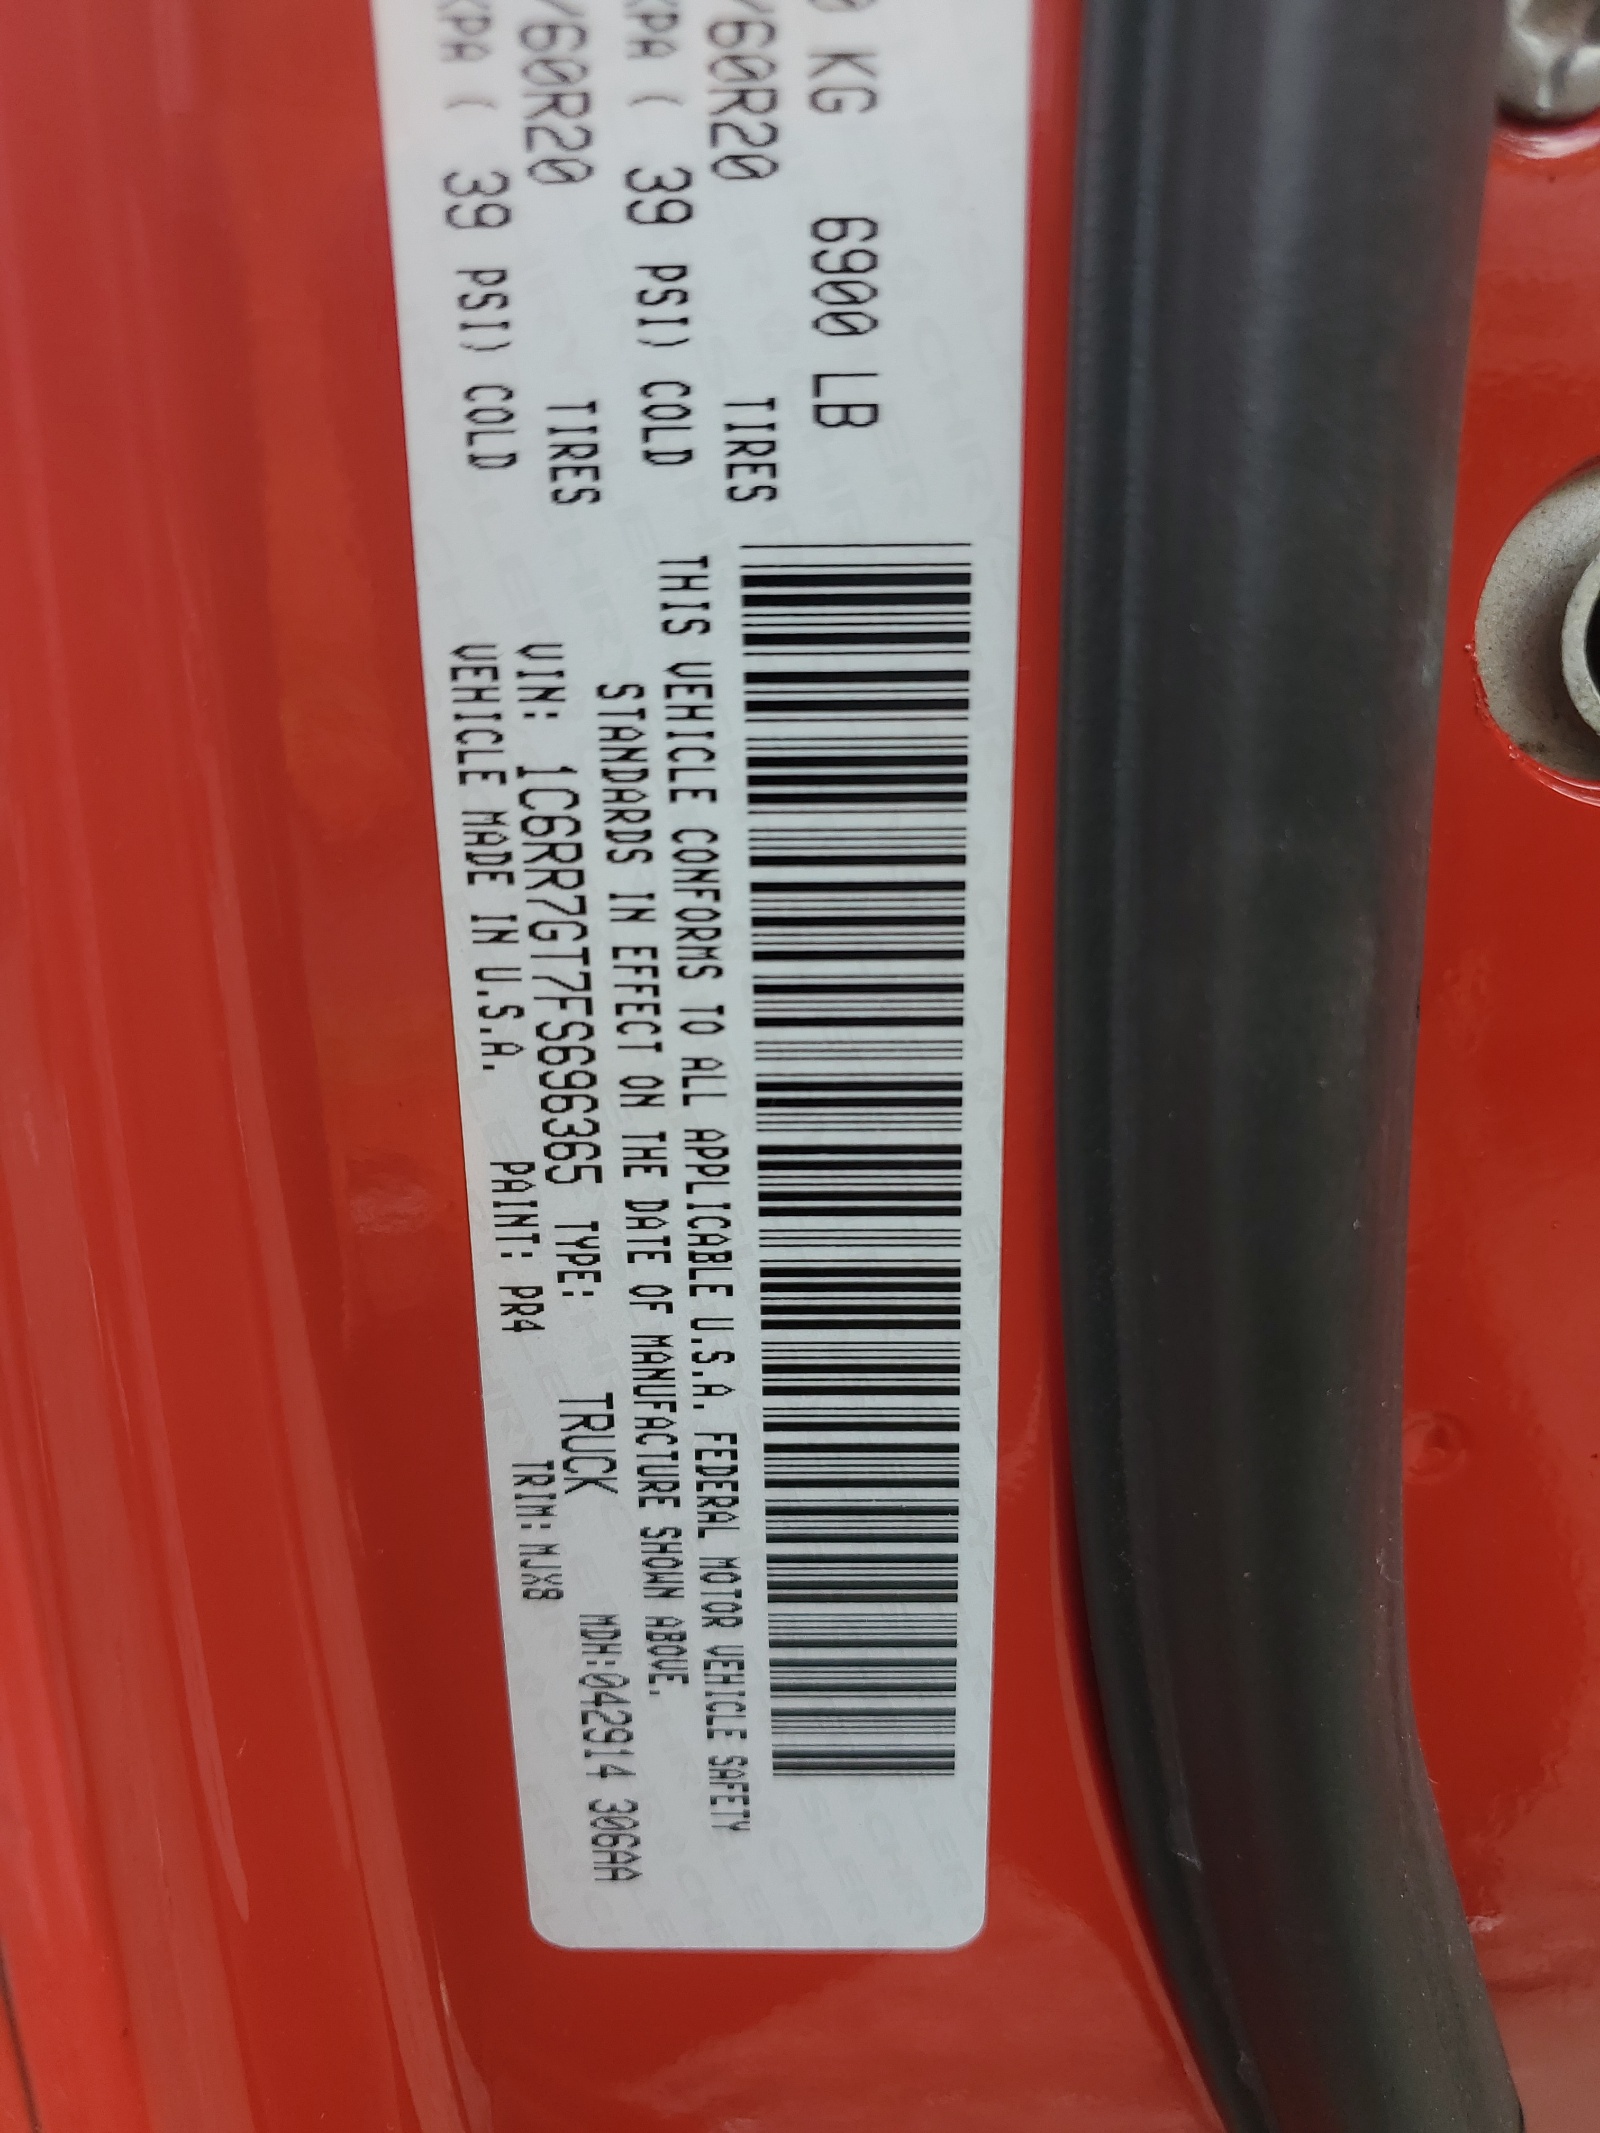 0 KG 6900 LB
/60R20 TIRES
KPA ( 39 PSI) COLD
/60R20 TIRES
KPA ( 39 PSI) COLD
THIS VEHICLE CONFORMS TO ALL APPLICABLE U.S.A. FEDERAL MOTOR VEHICLE SAFETY
STANDARDS IN EFFECT ON THE DATE OF MANUFACTURE SHOWN ABOVE.
VIN: 1C6RR7GT7FS696365 TYPE: TRUCK MDH:042914 306AA
VEHICLE MADE IN U.S.A. PAINT: PR4 TRIM: MJX8